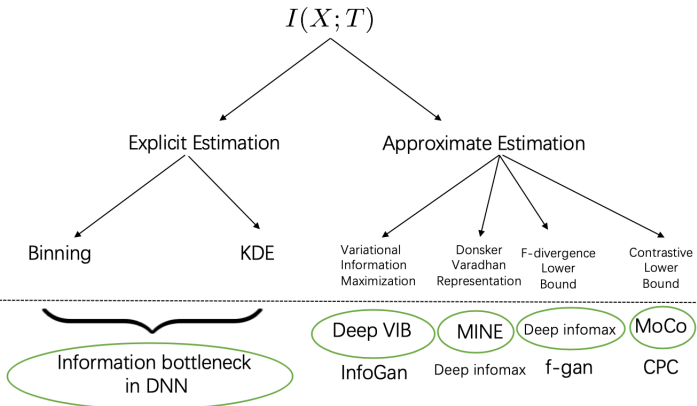 I(X;T)
Explicit Estimation
Approximate Estimation
Binning
KDE
Variational
Information
Maximization
Donsker
Varadhan
Representation
F-divergence
Lower
Bound
Contrastive
Lower
Bound
Information bottleneck
in DNN
Deep VIB
InfoGan
MINE
Deep infomax
Deep infomax
f-gan
MoCo
CPC